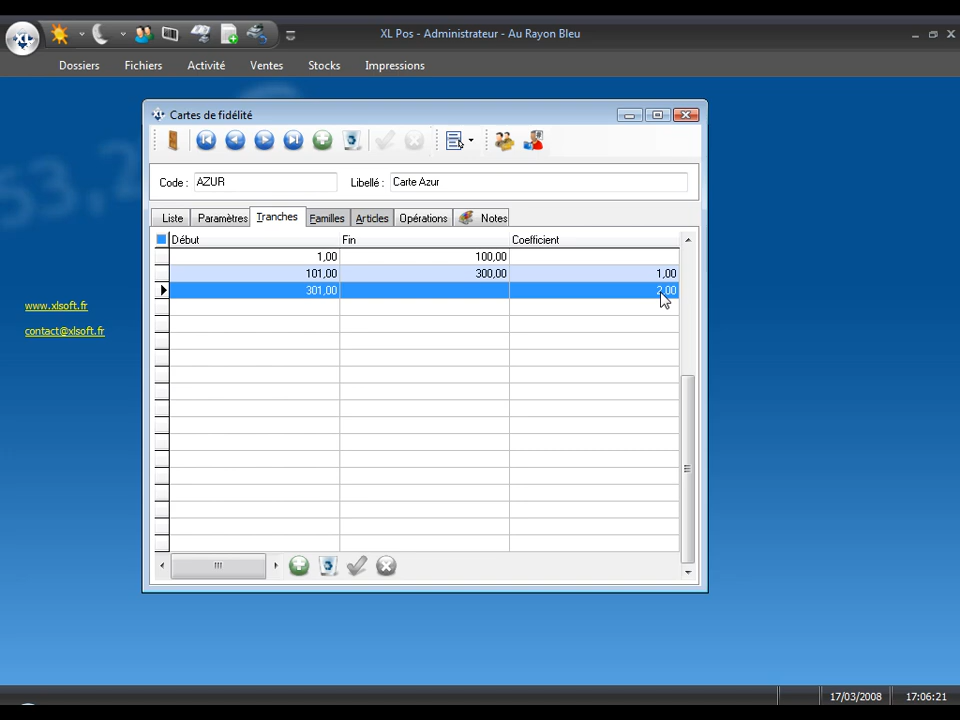 XL Pos - Administrateur - Au Rayon Bleu
Dossiers Fichiers Activité Ventes Stocks Impressions
Cartes de fidélité
Code : AZUR Libellé : Carte Azur
Liste Paramètres Tranches Familles Articles Opérations Notes
Début Fin Coefficient
1,00 100,00
101,00 300,00 1,00
301,00 2,00
www.xlsoft.fr
contact@xlsoft.fr
17/03/2008 17:06:21